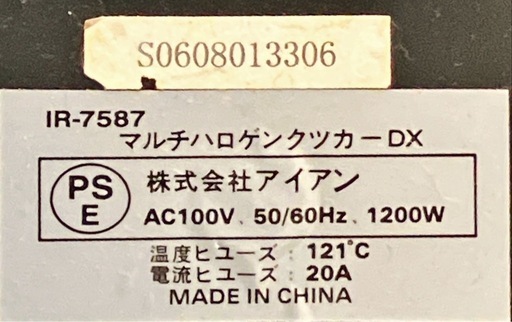 S0608013306
IR-7587
マルチハロゲンクツカーDX
PS
E
株式会社アイアン
AC100V、50/60Hz、1200W
温度ヒューズ : 121℃
電流ヒューズ : 20A
MADE IN CHINA